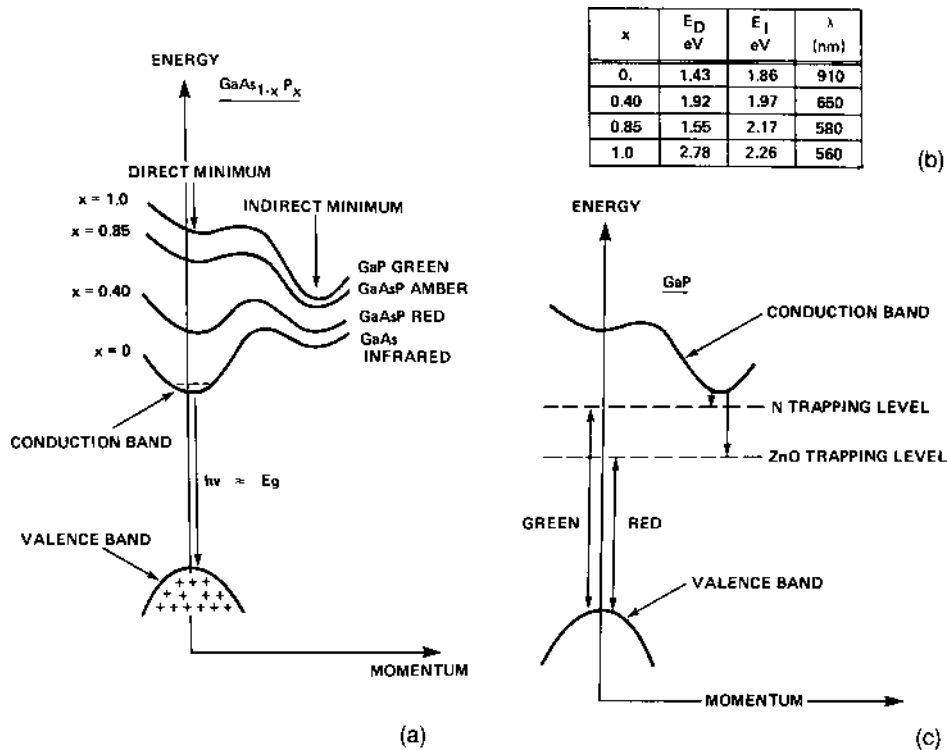 ENERGY
GaAs1-x Px
DIRECT MINIMUM
x = 1.0
INDIRECT MINIMUM
x = 0.85
GaP GREEN
GaAsP AMBER
x = 0.40
GaAsP RED
GaAs
INFRARED
x = 0
CONDUCTION BAND
hν ≈ Eg
VALENCE BAND
+ + +
+ + + + +
+ + + +
+ + + + + +
MOMENTUM
(a)
x ED eV EI eV λ (nm)
0. 1.43 1.86 910
0.40 1.92 1.97 650
0.85 1.55 2.17 580
1.0 2.78 2.26 560
(b)
ENERGY
GaP
CONDUCTION BAND
N TRAPPING LEVEL
ZnO TRAPPING LEVEL
GREEN
RED
VALENCE BAND
MOMENTUM
(c)